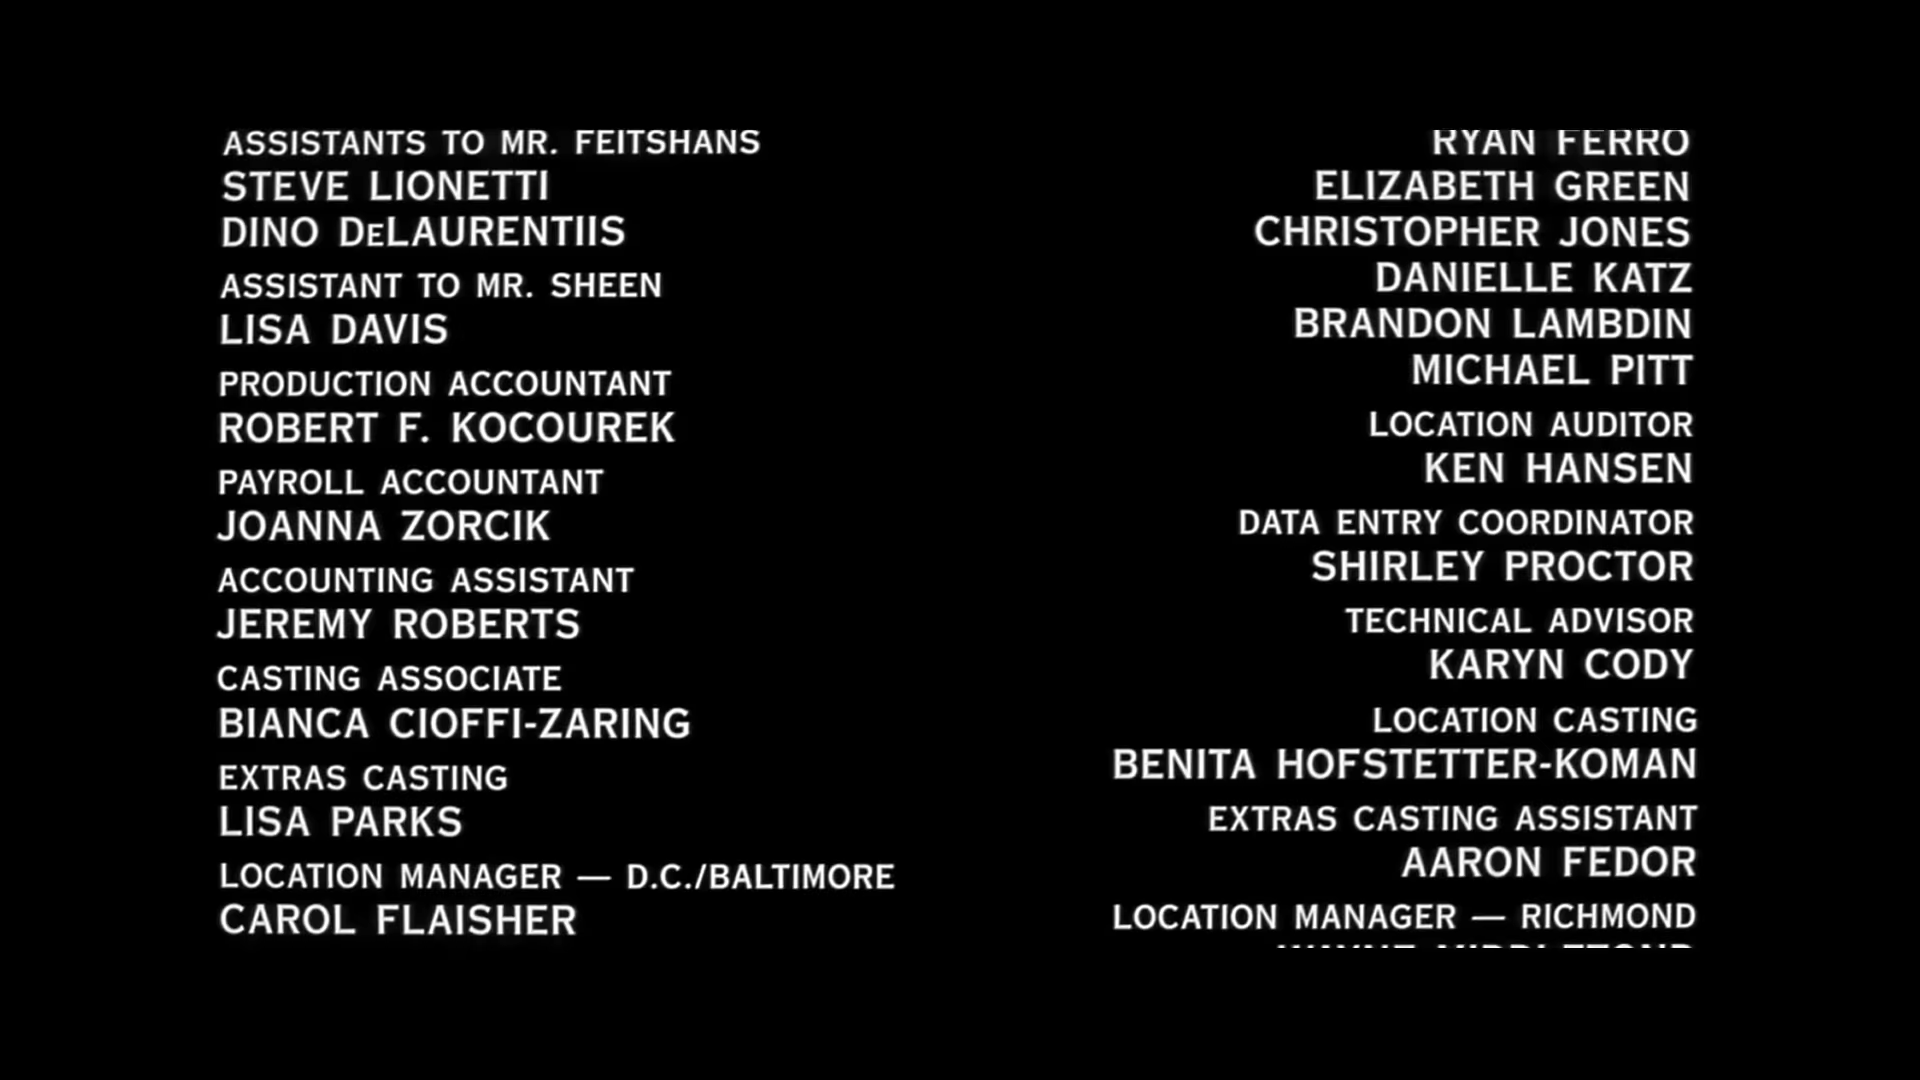 ASSISTANTS TO MR. FEITSHANS
STEVE LIONETTI
DINO DeLAURENTIIS
ASSISTANT TO MR. SHEEN
LISA DAVIS
PRODUCTION ACCOUNTANT
ROBERT F. KOCOUREK
PAYROLL ACCOUNTANT
JOANNA ZORCIK
ACCOUNTING ASSISTANT
JEREMY ROBERTS
CASTING ASSOCIATE
BIANCA CIOFFI-ZARING
EXTRAS CASTING
LISA PARKS
LOCATION MANAGER — D.C./BALTIMORE
CAROL FLAISHER
RYAN FERRO
ELIZABETH GREEN
CHRISTOPHER JONES
DANIELLE KATZ
BRANDON LAMBDIN
MICHAEL PITT
LOCATION AUDITOR
KEN HANSEN
DATA ENTRY COORDINATOR
SHIRLEY PROCTOR
TECHNICAL ADVISOR
KARYN CODY
LOCATION CASTING
BENITA HOFSTETTER-KOMAN
EXTRAS CASTING ASSISTANT
AARON FEDOR
LOCATION MANAGER — RICHMOND